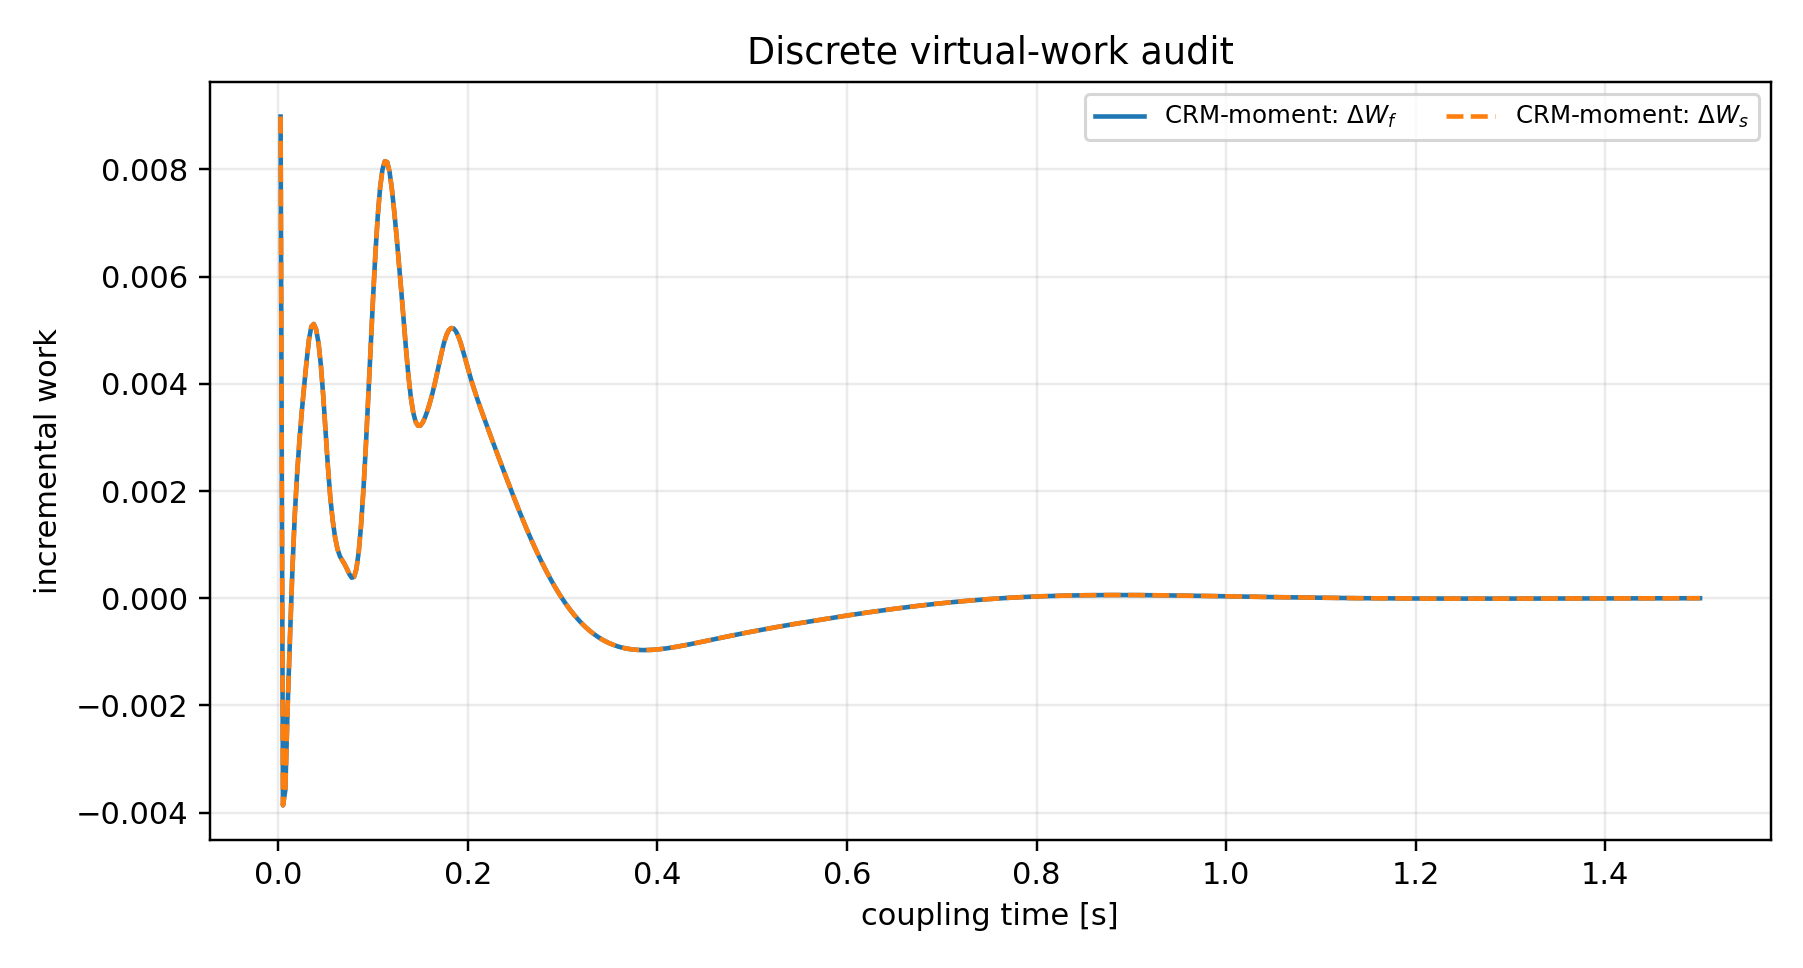 Discrete virtual-work audit
CRM-moment: ΔW_f
CRM-moment: ΔW_s
incremental work
0.008
0.006
0.004
0.002
0.000
−0.002
−0.004
0.0 0.2 0.4 0.6 0.8 1.0 1.2 1.4
coupling time [s]